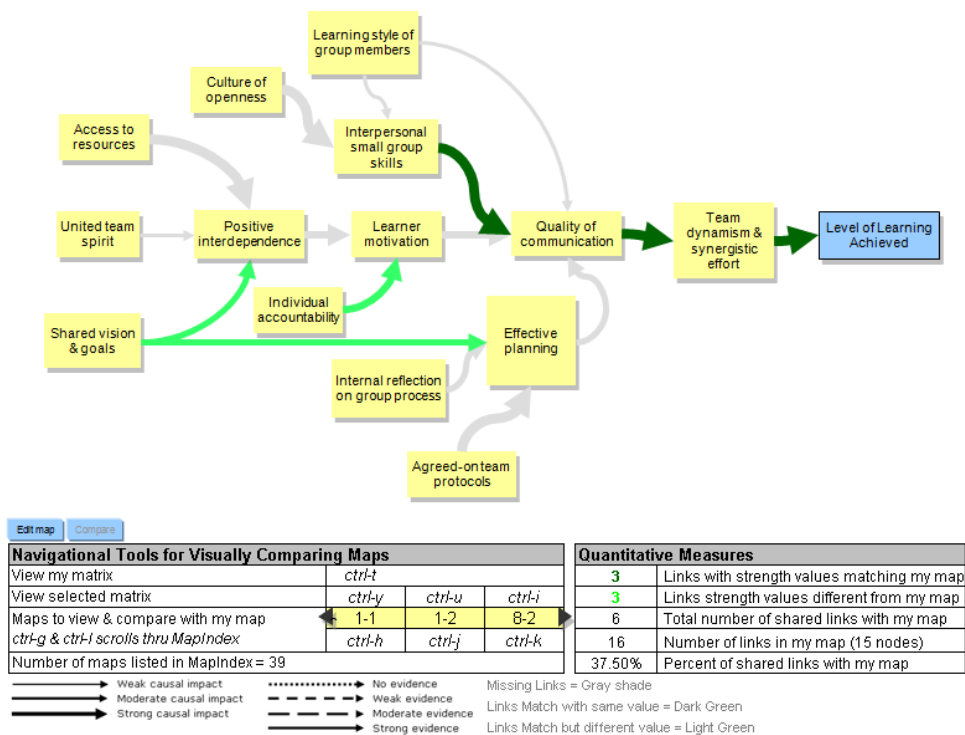 Learning style of
group members
Culture of
openness
Access to
resources
Interpersonal
small group
skills
United team
spirit
Positive
interdependence
Learner
motivation
Quality of
communication
Team
dynamism &
synergistic
effort
Level of Learning
Achieved
Individual
accountability
Shared vision
& goals
Effective
planning
Internal reflection
on group process
Agreed-on team
protocols
Edit map Compare
Navigational Tools for Visually Comparing Maps
View my matrix ctrl-t
View selected matrix ctrl-y ctrl-u ctrl-i
Maps to view & compare with my map 1-1 1-2 8-2
ctrl-g & ctrl-l scrolls thru MapIndex ctrl-h ctrl-j ctrl-k
Number of maps listed in MapIndex = 39
Quantitative Measures
3 Links with strength values matching my map
3 Links strength values different from my map
6 Total number of shared links with my map
16 Number of links in my map (15 nodes)
37.50% Percent of shared links with my map
Weak causal impact
Moderate causal impact
Strong causal impact
No evidence
Weak evidence
Moderate evidence
Strong evidence
Missing Links = Gray shade
Links Match with same value = Dark Green
Links Match but different value = Light Green